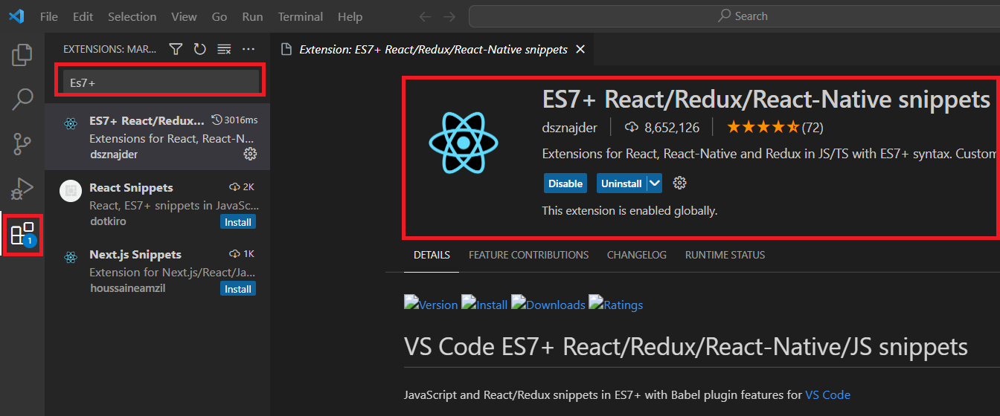 File Edit Selection View Go Run Terminal Help
Search
EXTENSIONS: MAR...
Es7+
ES7+ React/Redux... 3016ms
Extensions for React, React-N...
dsznajder
React Snippets 2K
React, ES7+ snippets in JavaSc...
dotkiro Install
1
Next.js Snippets 1K
Extension for Next.js/React/Ja...
houssaineamzil Install
Extension: ES7+ React/Redux/React-Native snippets
ES7+ React/Redux/React-Native snippets
dsznajder 8,652,126 (72)
Extensions for React, React-Native and Redux in JS/TS with ES7+ syntax. Custom
Disable Uninstall
This extension is enabled globally.
DETAILS FEATURE CONTRIBUTIONS CHANGELOG RUNTIME STATUS
Version Install Downloads Ratings
VS Code ES7+ React/Redux/React-Native/JS snippets
JavaScript and React/Redux snippets in ES7+ with Babel plugin features for VS Code